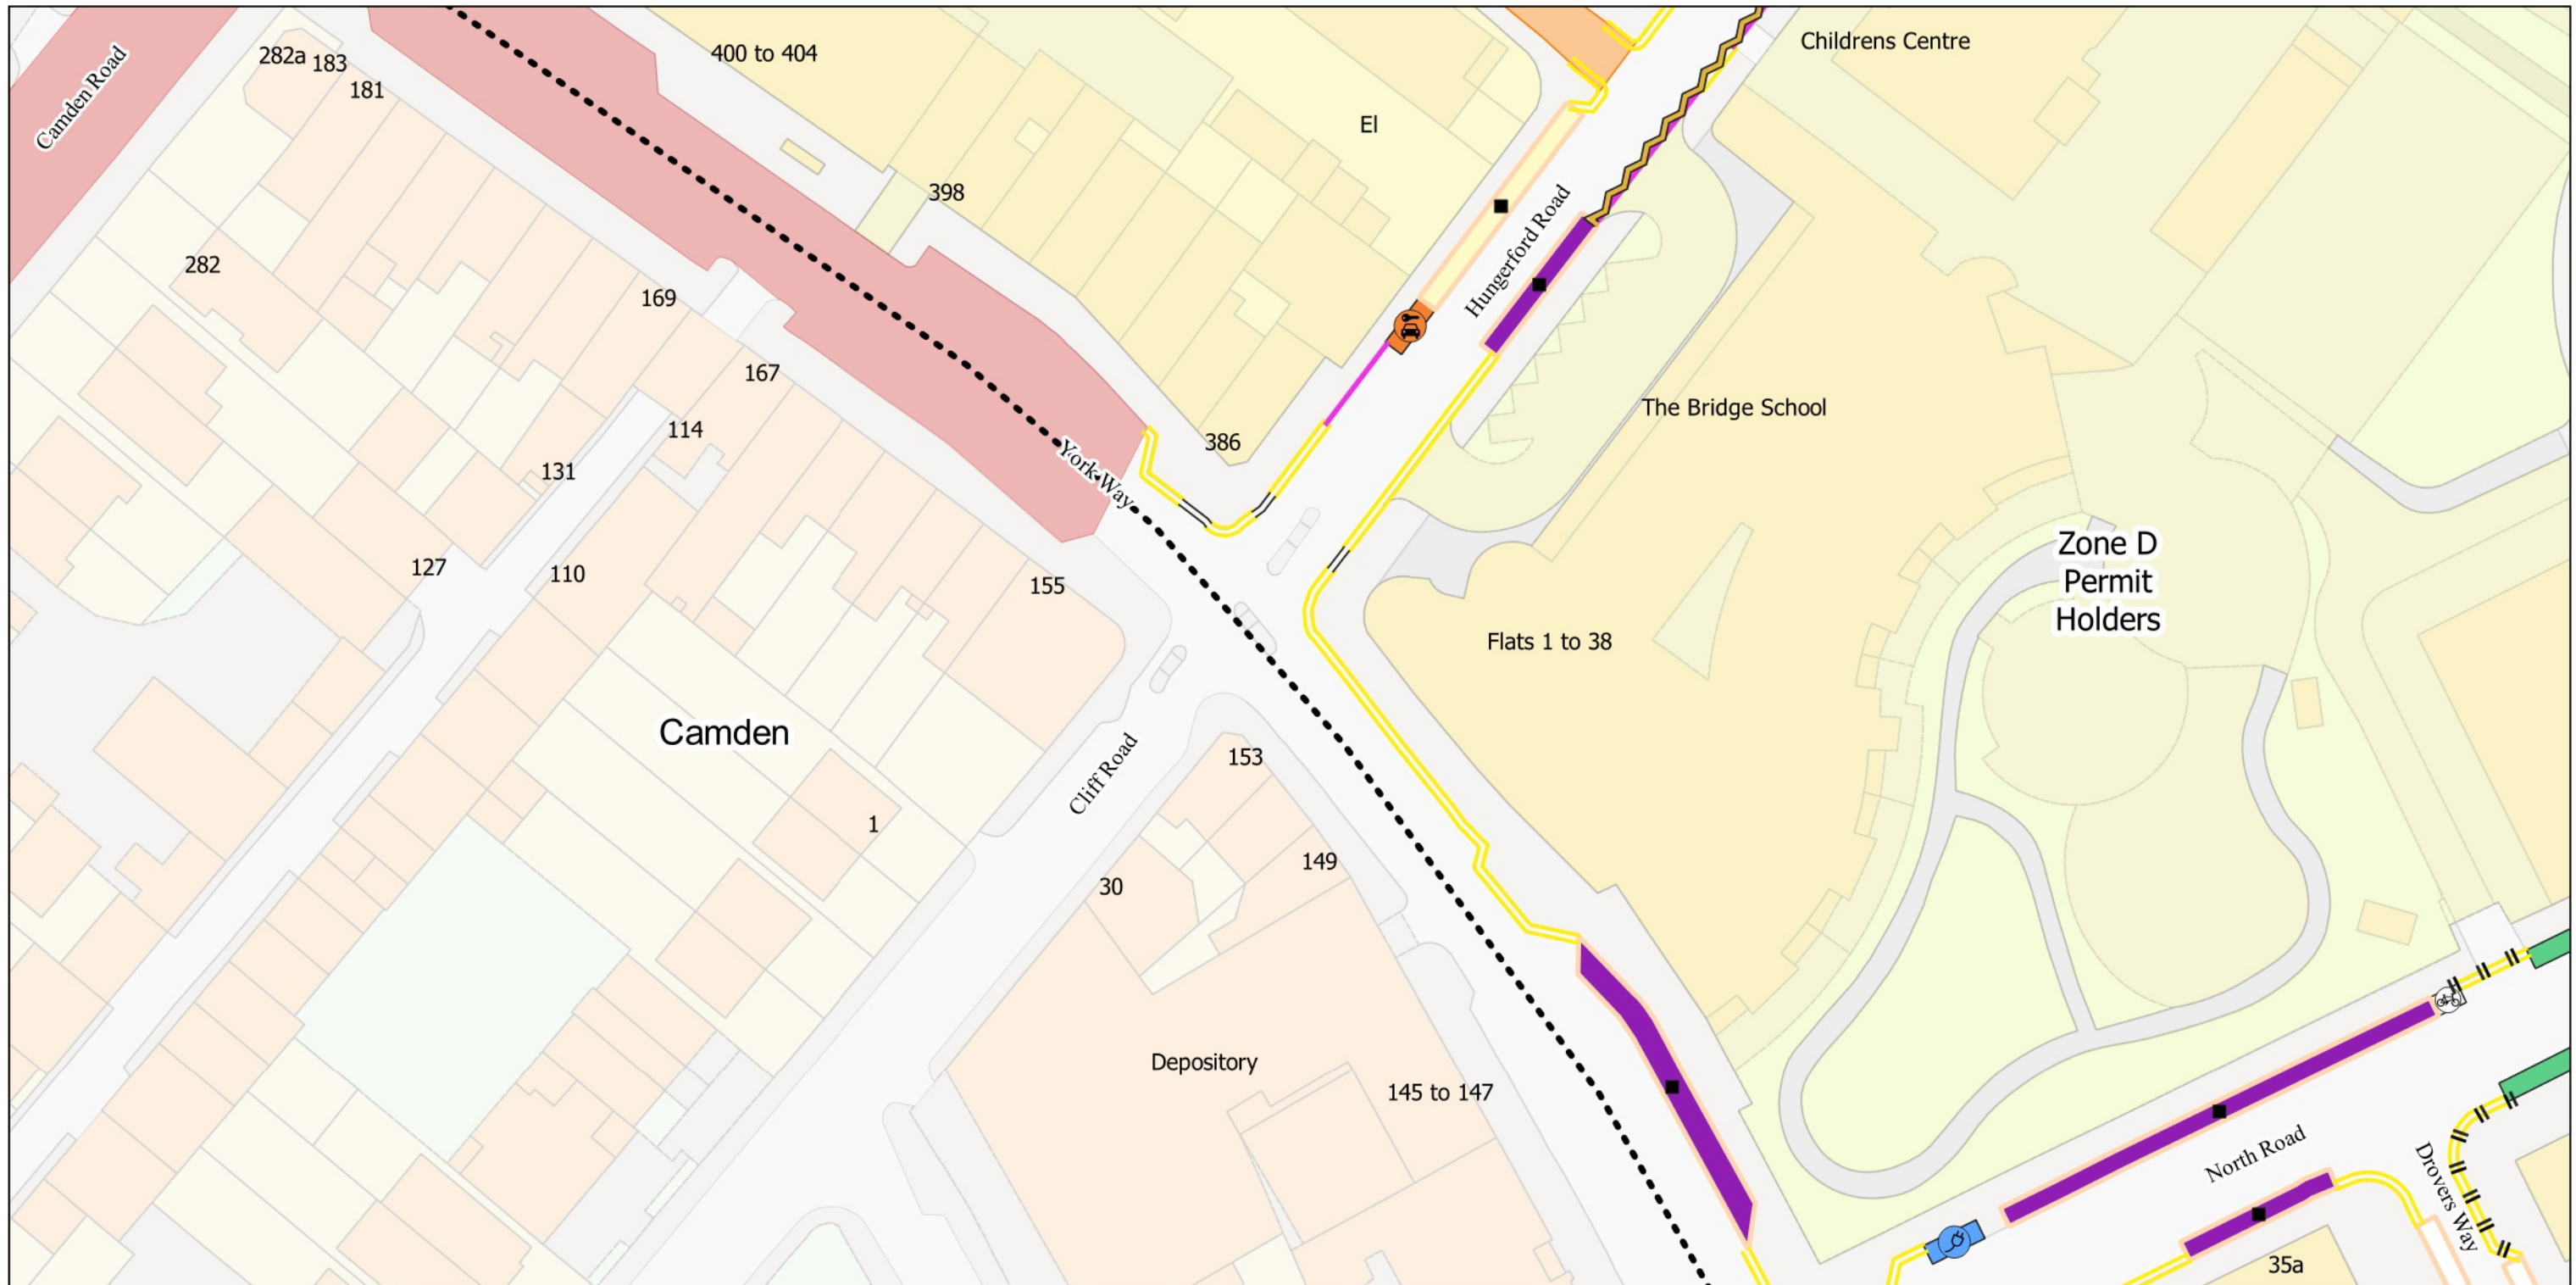 Camden Road
282a
183
181
400 to 404
Childrens Centre
El
398
282
169
Hungerford Road
167
114
131
386
The Bridge School
York Way
127
110
155
Zone D
Permit
Holders
Flats 1 to 38
Camden
Cliff Road
153
1
149
30
Depository
145 to 147
North Road
Drovers Way
35a